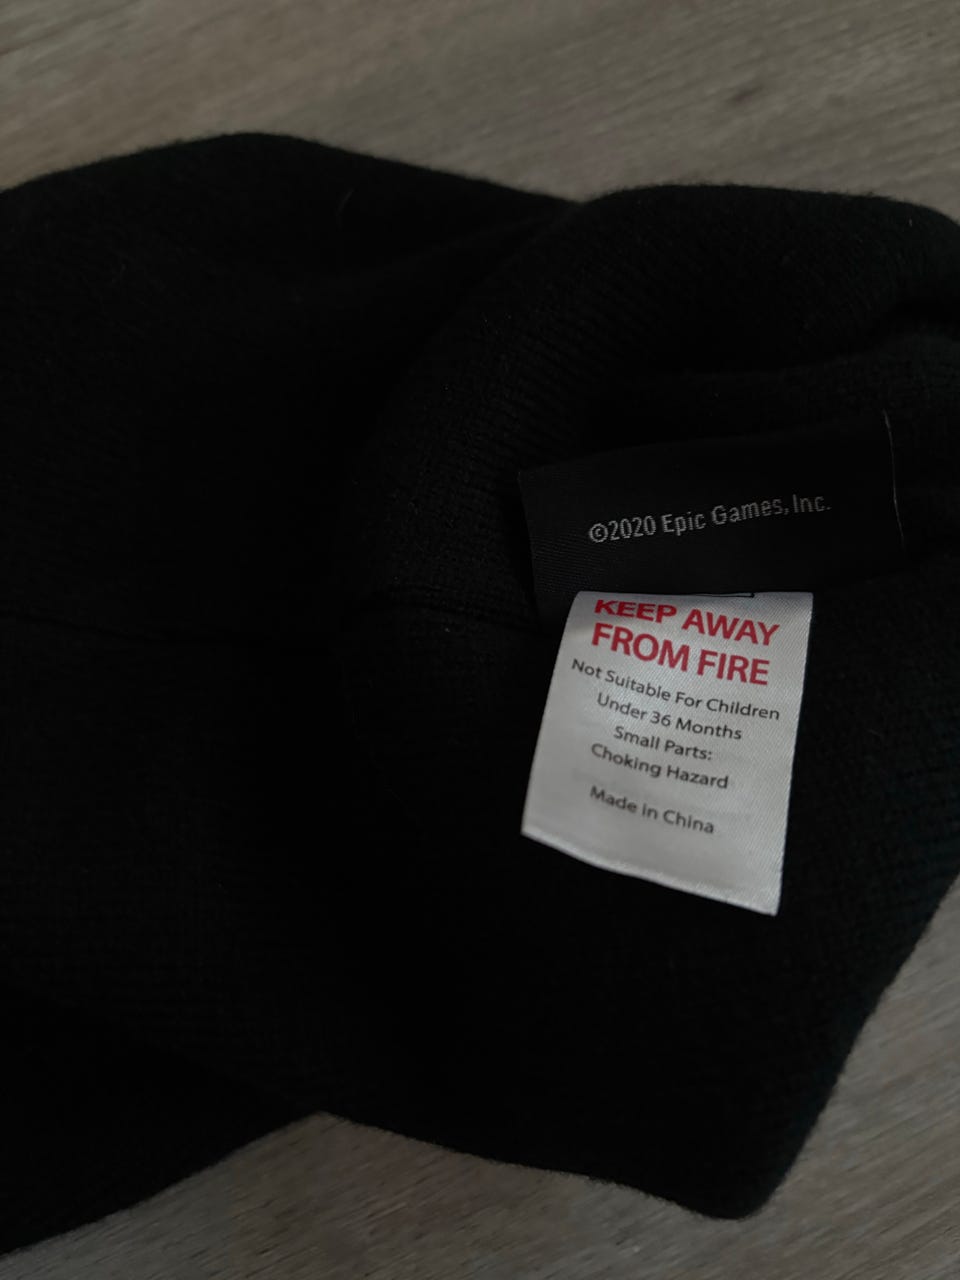 ©2020 Epic Games, Inc.
KEEP AWAY
FROM FIRE
Not Suitable For Children
Under 36 Months
Small Parts:
Choking Hazard
Made in China